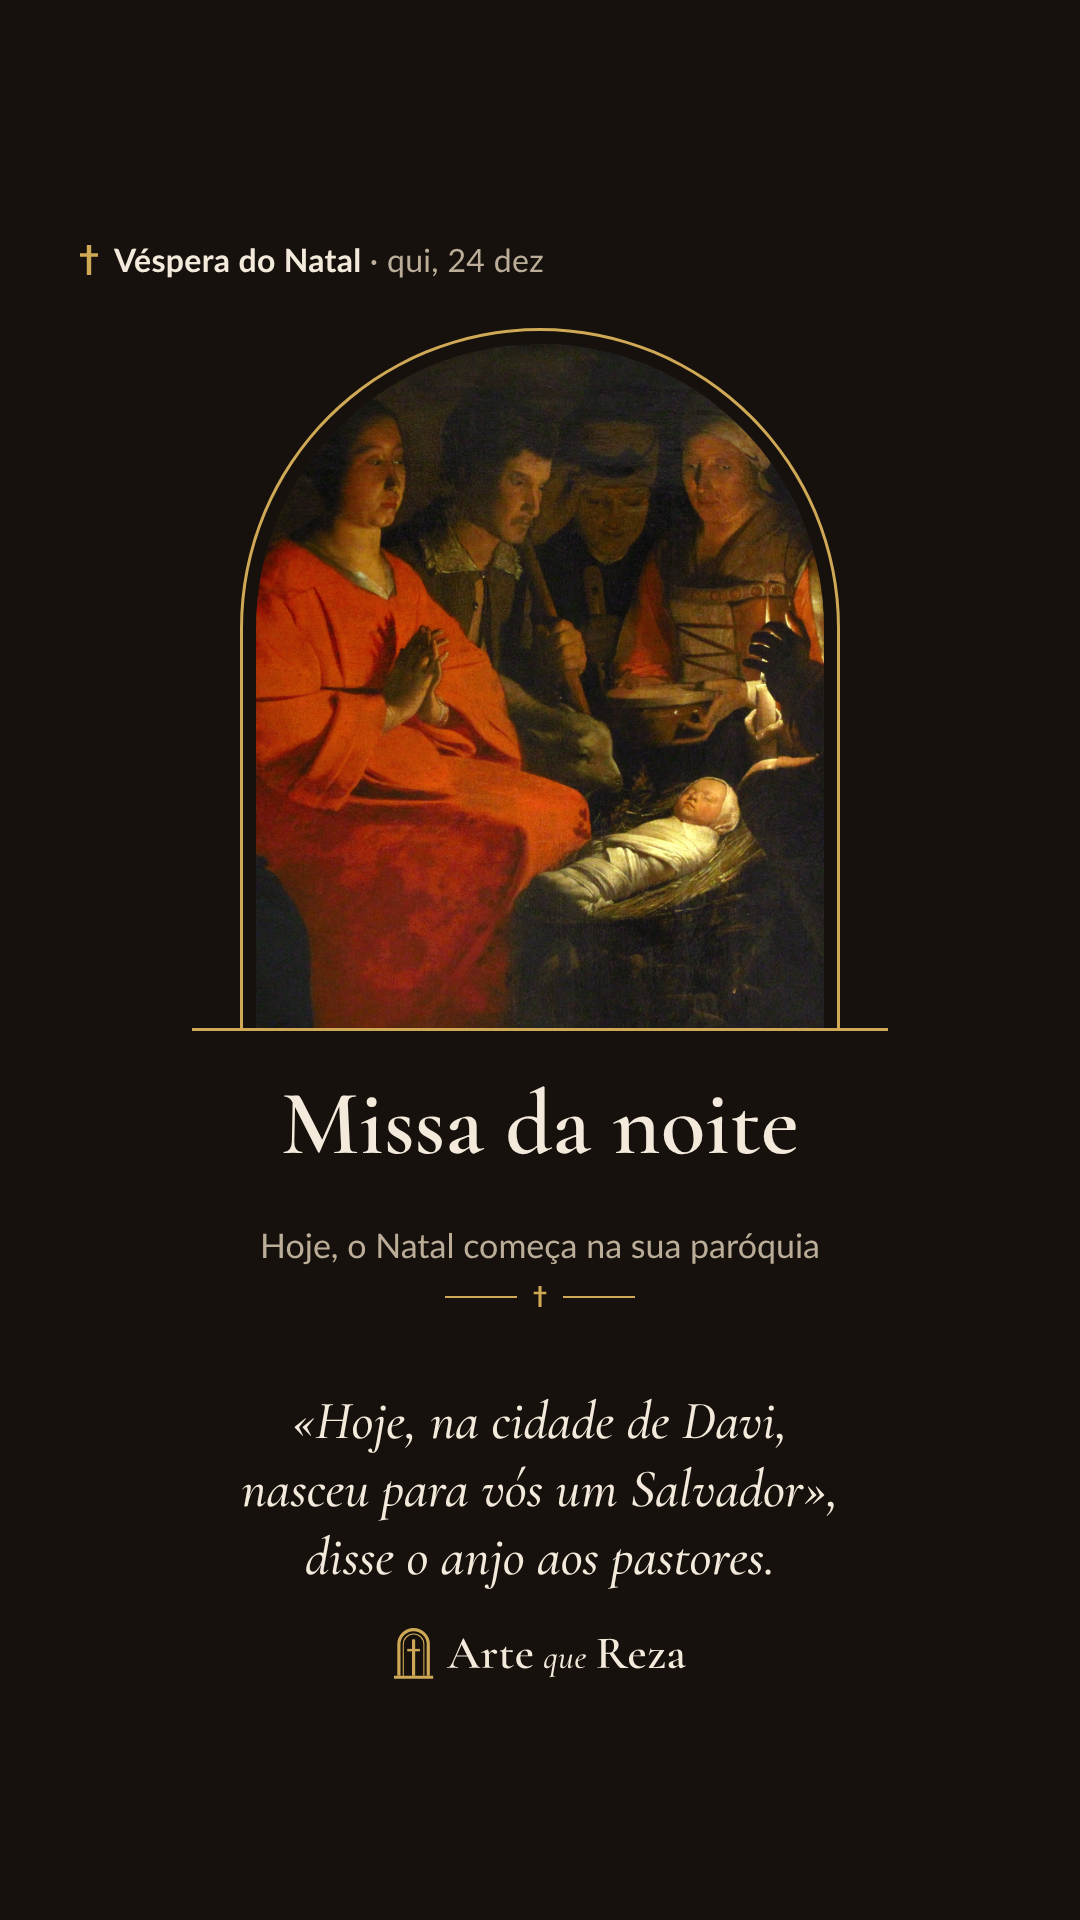 ✝ Véspera do Natal · qui, 24 dez
Missa da noite
Hoje, o Natal começa na sua paróquia
«Hoje, na cidade de Davi,
nasceu para vós um Salvador»,
disse o anjo aos pastores.
Arte que Reza